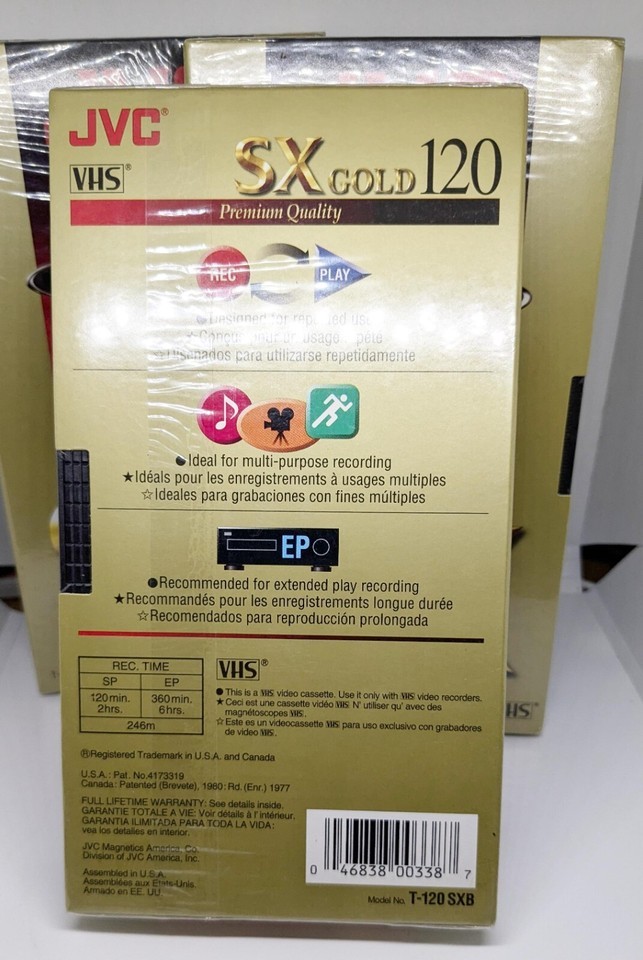 JVC®
VHS®
SX GOLD 120
Premium Quality
REC PLAY
Designed for use
usage
☆Diseñados para utilizarse repetidamente
●Ideal for multi-purpose recording
★Idéals pour les enregistrements à usages multiples
☆Ideales para grabaciones con fines múltiples
EP
●Recommended for extended play recording
★Recommandés pour les enregistrements longue durée
☆Recomendados para reproducción prolongada
REC. TIME
SP EP
120min. 360min.
2hrs. 6hrs.
246m
VHS®
●This is a VHS video cassette. Use it only with VHS video recorders.
★Ceci est une cassette vidéo VHS N' utiliser qu' avec des
magnétoscopes VHS.
☆Este es un videocassette VHS para uso exclusivo con grabadores
de video VHS.
®Registered Trademark in U.S.A. and Canada
U.S.A.: Pat. No.4173319
Canada: Patented (Brevete), 1980: Rd. (Enr.) 1977
FULL LIFETIME WARRANTY: See details inside.
GARANTIE TOTALE A VIE: Voir détails à l' intérieur.
GARANTIA ILIMITADA PARA TODA LA VIDA:
vea los detalles en interior.
JVC Magnetics America, Co.
Division of JVC America, Inc.
Assembled in U.S.A.
Assemblées aux Etats-Unis.
Armado en EE. UU.
0 46838 00338 7
Model No. T-120 SXB
HS®